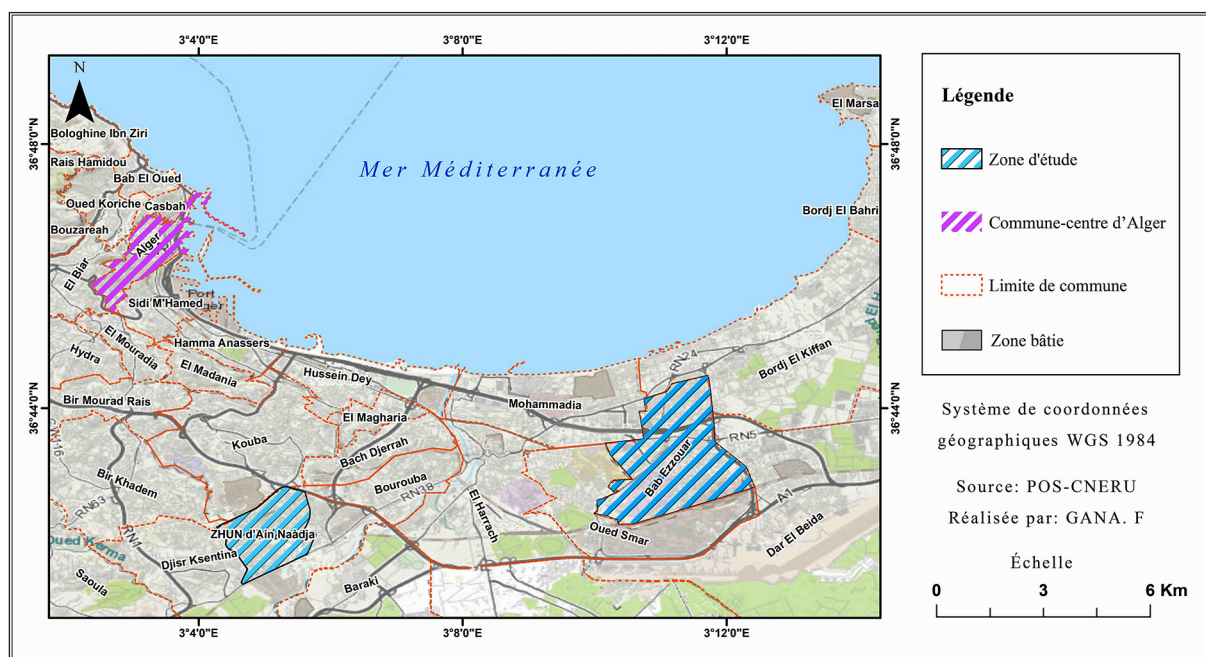 3°4'0"E
3°8'0"E
3°12'0"E
N
36°48'0"N
36°48'0"N
El Marsa
Bologhine Ibn Ziri
Rais Hamidou
Bab El Oued
Mer Méditerranée
Oued Koriche
Casbah
Bordj El Bahri
Bouzareah
Alger
El Biar
Sidi M'Hamed
Port
El Mouradia
Hamma Anassers
RN24
Bordj El Kiffan
Hydra
El Madania
Hussein Dey
Bir Mourad Rais
El Magharia
Mohammadia
36°44'0"N
36°44'0"N
Kouba
Bach Djerrah
RN5
Bab Ezzouar
Bir Khadem
Bourouba
RN38
RN63
RN1
El Harrach
A1
ZHUN d'Ain Naàdja
Oued Smar
Dar El Beida
Oued Kerma
Djisr Ksentina
Saoula
Baraki
3°4'0"E
3°8'0"E
3°12'0"E
Légende
Zone d'étude
Commune-centre d'Alger
Limite de commune
Zone bâtie
Système de coordonnées
géographiques WGS 1984
Source: POS-CNERU
Réalisée par: GANA. F
Échelle
0 3 6 Km